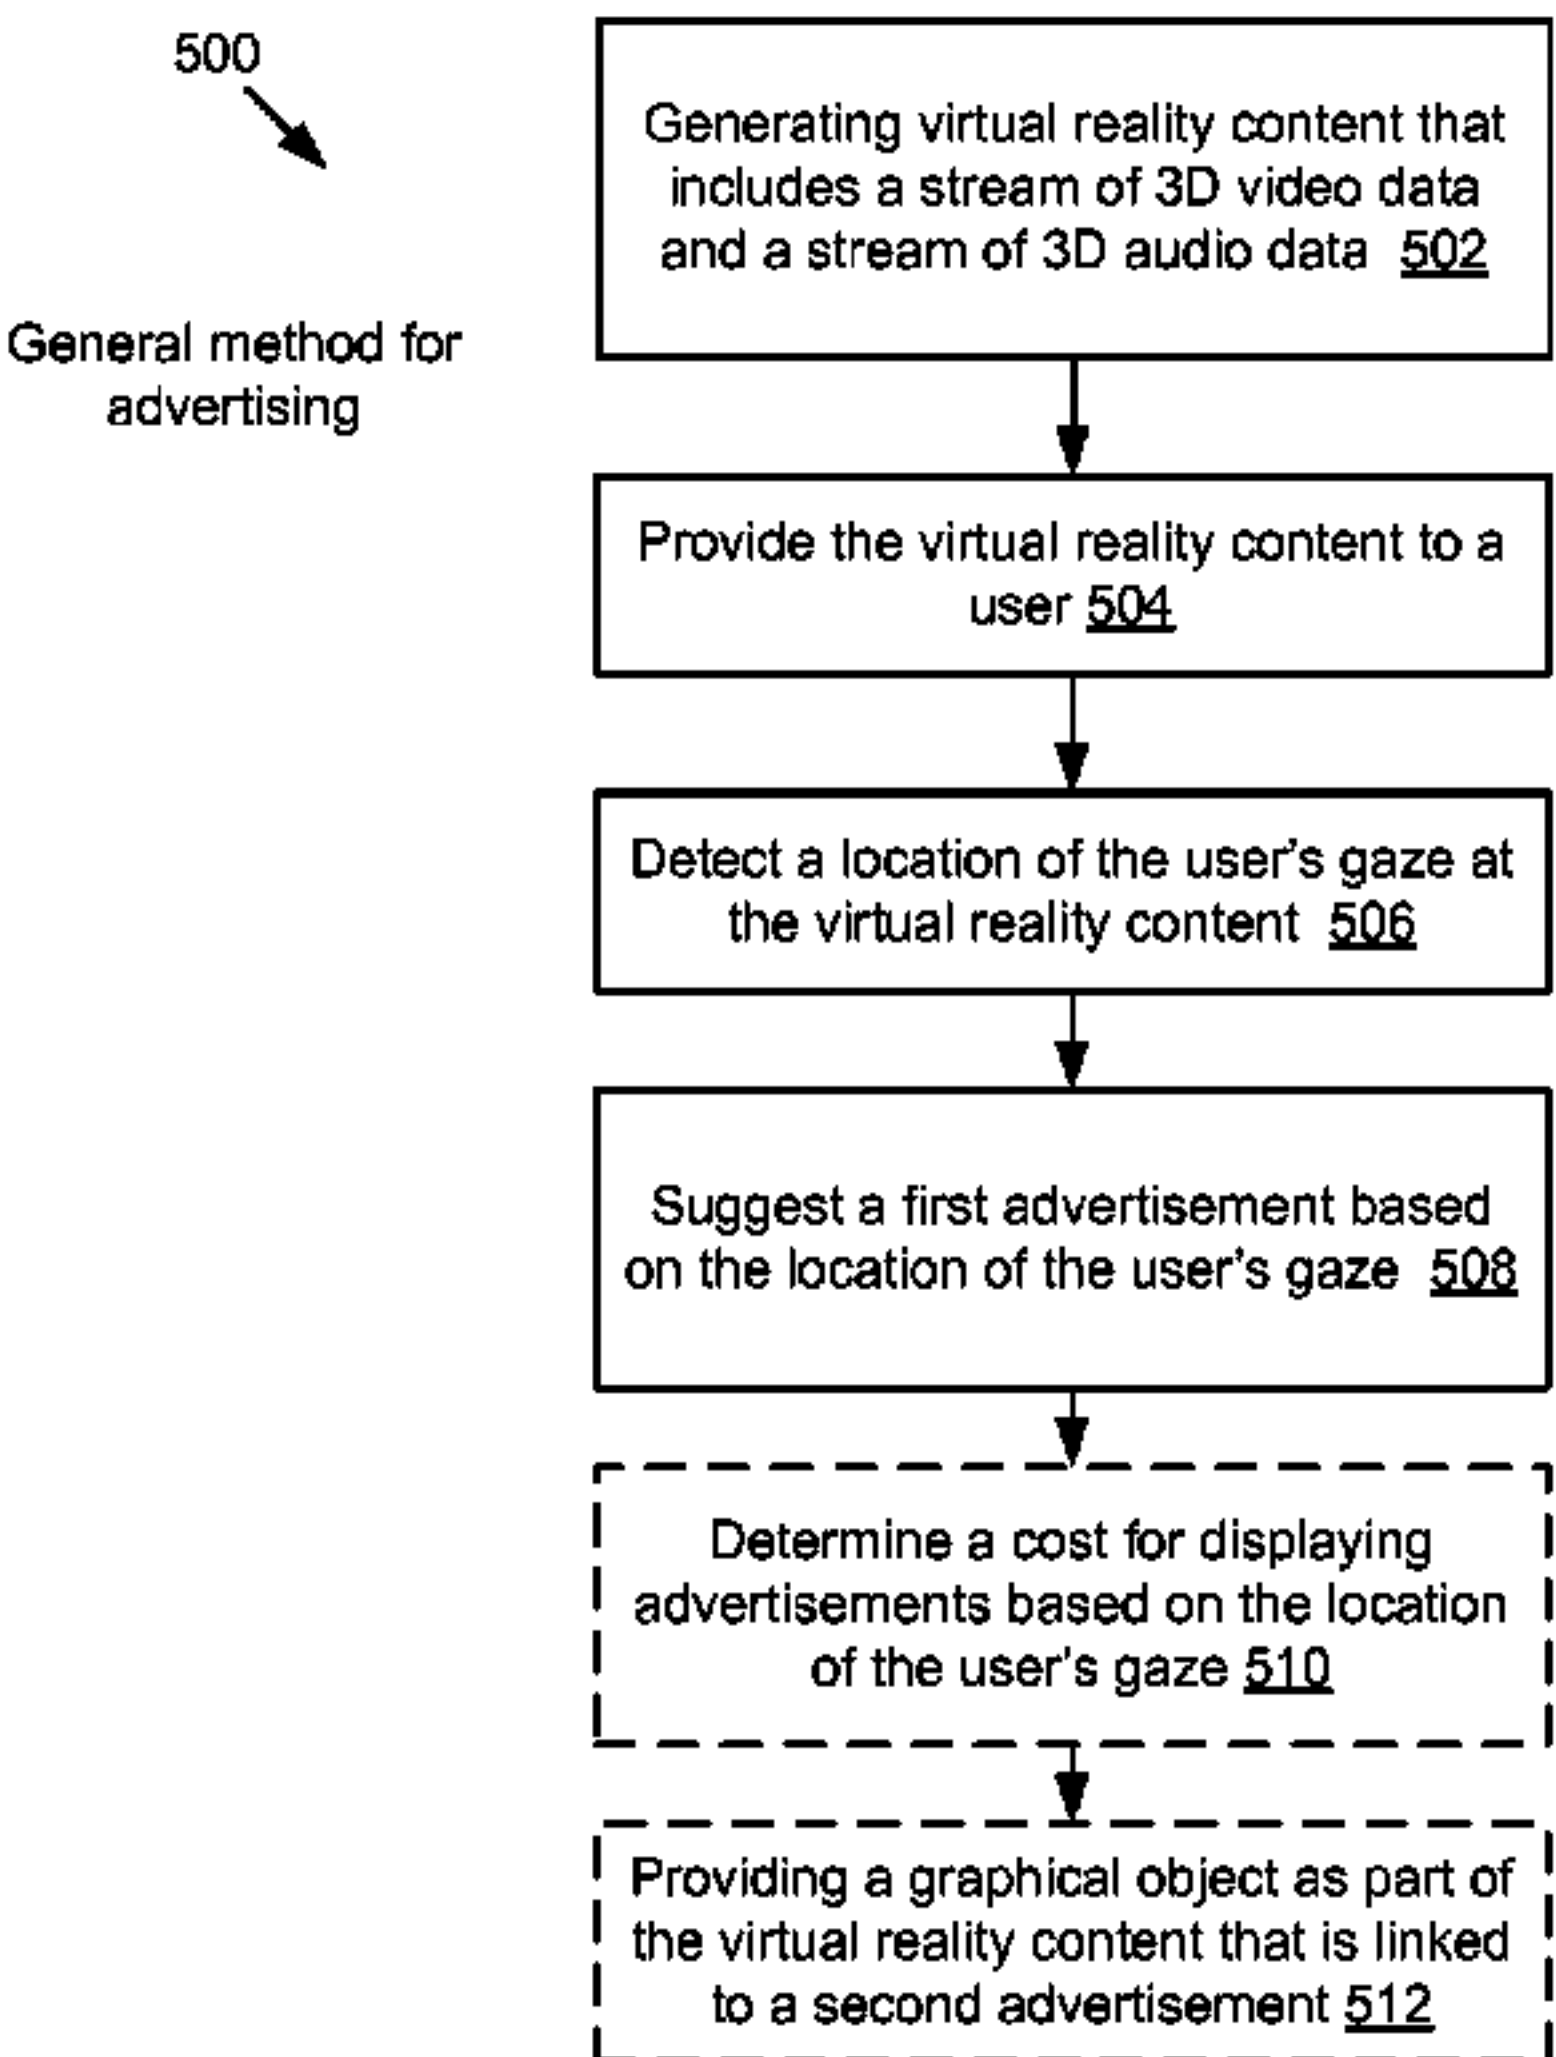 500
General method for
advertising
Generating virtual reality content that
includes a stream of 3D video data
and a stream of 3D audio data 502
Provide the virtual reality content to a
user 504
Detect a location of the user's gaze at
the virtual reality content 506
Suggest a first advertisement based
on the location of the user's gaze 508
Determine a cost for displaying
advertisements based on the location
of the user's gaze 510
Providing a graphical object as part of
the virtual reality content that is linked
to a second advertisement 512